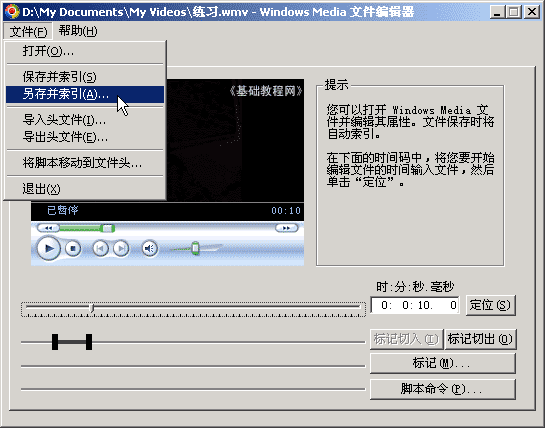 D:\My Documents\My Videos\练习.wmv - Windows Media 文件编辑器
文件(F) 帮助(H)
打开(O)...
保存并索引(S)
另存并索引(A)...
导入头文件(I)...
导出头文件(E)...
将脚本移动到文件头...
退出(X)
《基础教程网》
已暂停 00:10
提示
您可以打开 Windows Media 文
件并编辑其属性。文件保存时将
自动索引。
在下面的时间码中，将您要开始
编辑文件的时间输入文件，然后
单击“定位”。
时:分:秒.毫秒
0: 0:10. 0 定位(S)
标记切入(I) 标记切出(O)
标记(M)...
脚本命令(P)...